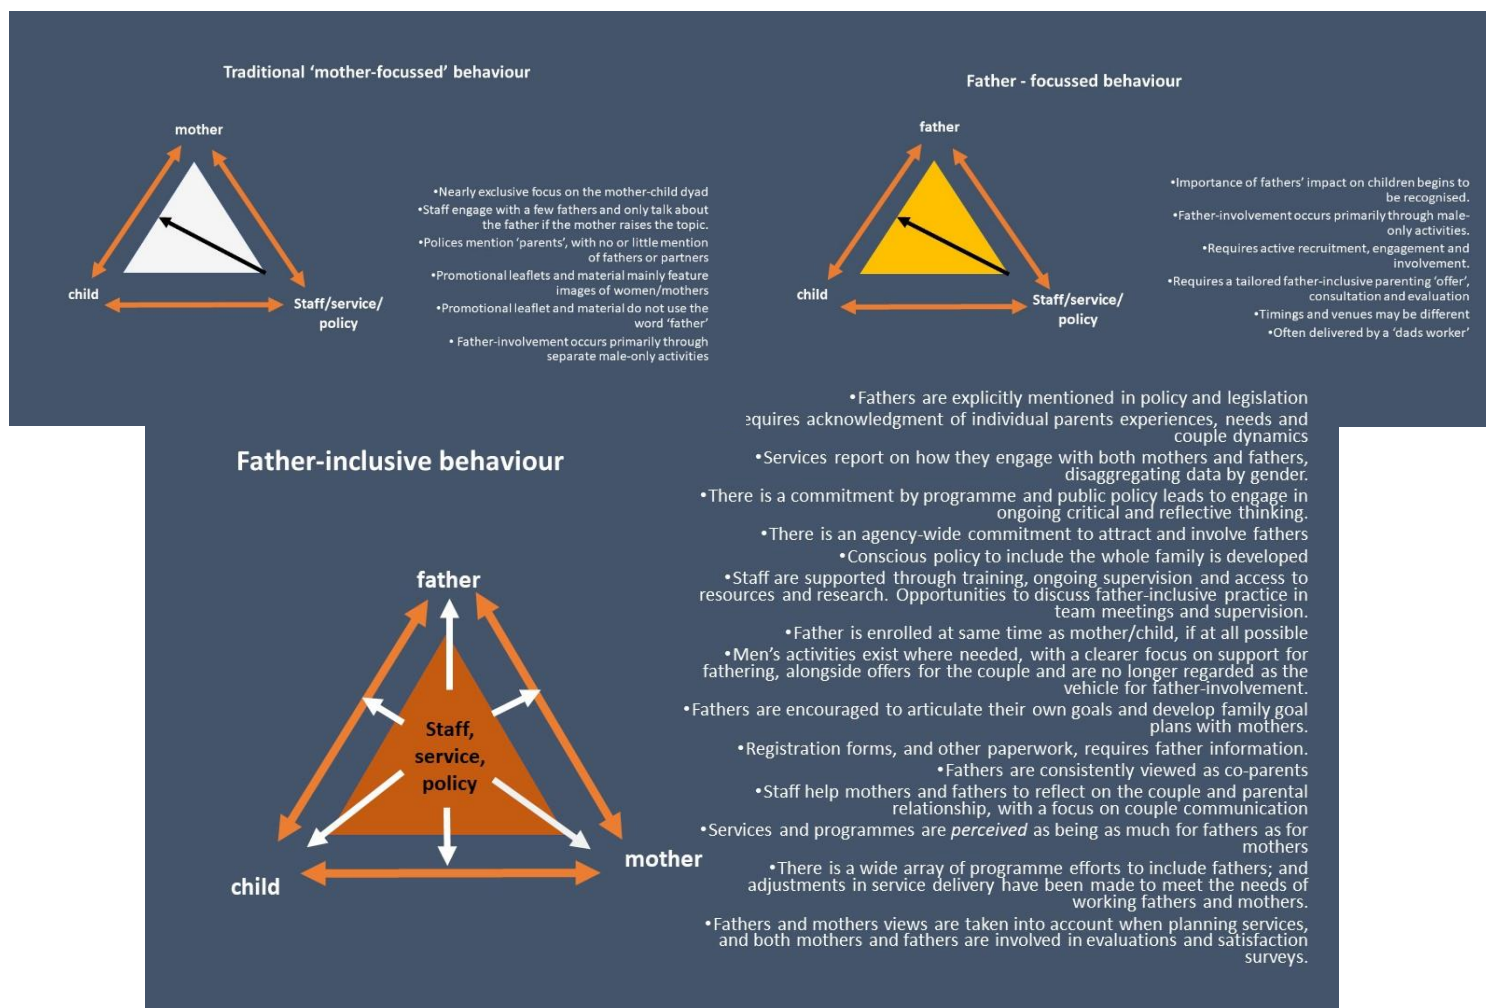 Traditional ‘mother-focussed’ behaviour
mother
child
Staff/service/
policy
•Nearly exclusive focus on the mother-child dyad
•Staff engage with a few fathers and only talk about
the father if the mother raises the topic.
•Polices mention ‘parents’, with no or little mention
of fathers or partners
•Promotional leaflets and material mainly feature
images of women/mothers
•Promotional leaflet and material do not use the
word ‘father’
• Father-involvement occurs primarily through
separate male-only activities
Father - focussed behaviour
father
child
Staff/service/
policy
•Importance of fathers’ impact on children begins to
be recognised.
•Father-involvement occurs primarily through male-
only activities.
•Requires active recruitment, engagement and
involvement.
•Requires a tailored father-inclusive parenting ‘offer’,
consultation and evaluation
•Timings and venues may be different
•Often delivered by a ‘dads worker’
Father-inclusive behaviour
father
Staff,
service,
policy
child
mother
•Fathers are explicitly mentioned in policy and legislation
equires acknowledgment of individual parents experiences, needs and
couple dynamics
•Services report on how they engage with both mothers and fathers,
disaggregating data by gender.
•There is a commitment by programme and public policy leads to engage in
ongoing critical and reflective thinking.
•There is an agency-wide commitment to attract and involve fathers
•Conscious policy to include the whole family is developed
•Staff are supported through training, ongoing supervision and access to
resources and research. Opportunities to discuss father-inclusive practice in
team meetings and supervision.
•Father is enrolled at same time as mother/child, if at all possible
•Men’s activities exist where needed, with a clearer focus on support for
fathering, alongside offers for the couple and are no longer regarded as the
vehicle for father-involvement.
•Fathers are encouraged to articulate their own goals and develop family goal
plans with mothers.
•Registration forms, and other paperwork, requires father information.
•Fathers are consistently viewed as co-parents
•Staff help mothers and fathers to reflect on the couple and parental
relationship, with a focus on couple communication
•Services and programmes are perceived as being as much for fathers as for
mothers
•There is a wide array of programme efforts to include fathers; and
adjustments in service delivery have been made to meet the needs of
working fathers and mothers.
•Fathers and mothers views are taken into account when planning services,
and both mothers and fathers are involved in evaluations and satisfaction
surveys.